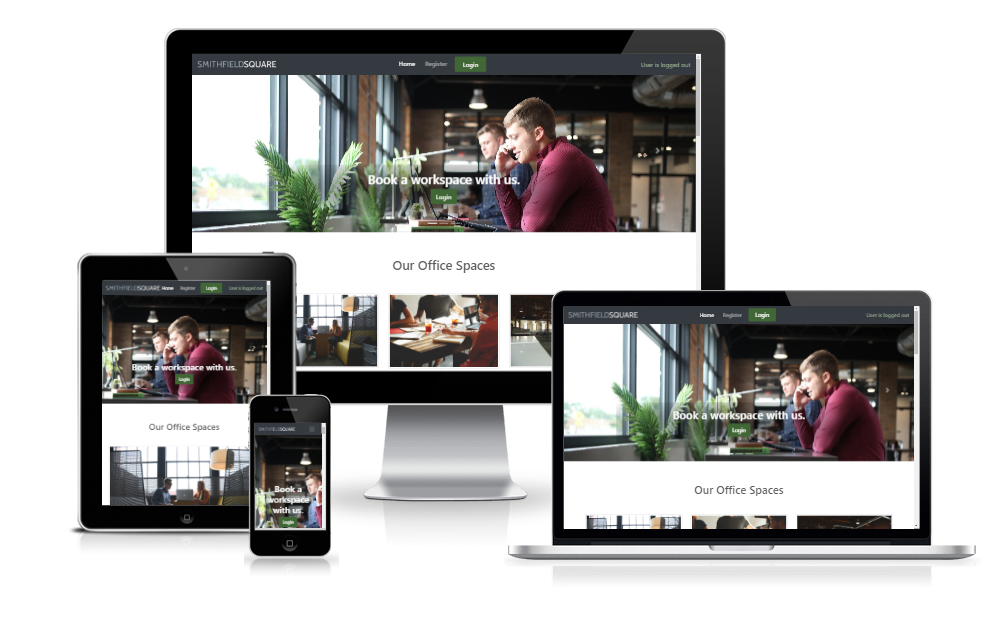 SMITHFIELDSQUARE Home Register Login User is logged out
Book a workspace with us.
Login
Our Office Spaces
SMITHFIELDSQUARE Home Register Login User is logged out
Book a workspace with us.
Login
Our Office Spaces
SMITHFIELDSQUARE
Book a
workspace
with us.
Login
SMITHFIELDSQUARE Home Register Login User is logged out
Book a workspace with us.
Login
Our Office Spaces